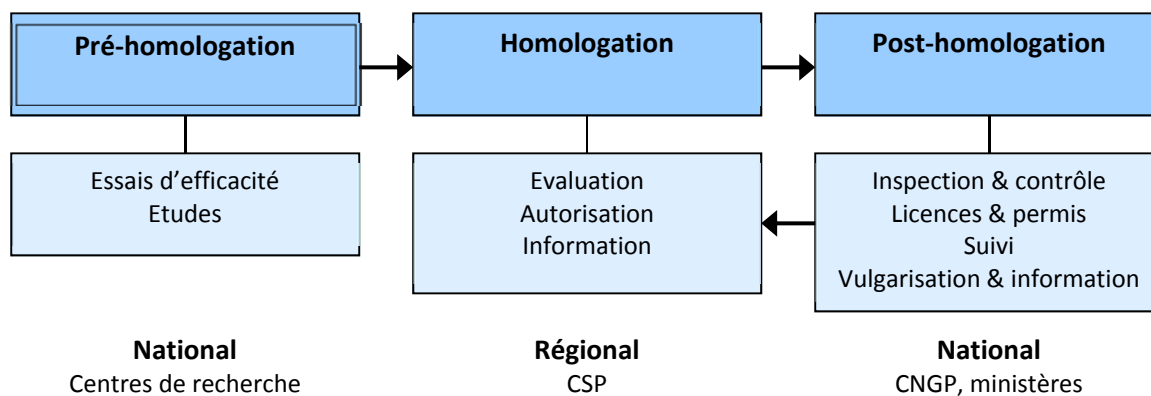 Pré-homologation
Homologation
Post-homologation
Essais d’efficacité
Etudes
Evaluation
Autorisation
Information
Inspection & contrôle
Licences & permis
Suivi
Vulgarisation & information
National
Centres de recherche
Régional
CSP
National
CNGP, ministères